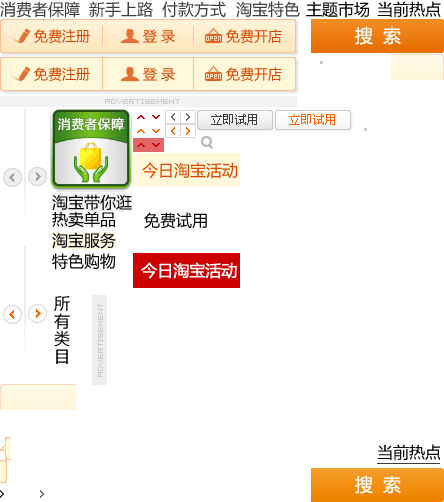 消费者保障 新手上路 付款方式 淘宝特色 主题市场 当前热点
免费注册 登录 免费开店 搜索
免费注册 登录 免费开店
ADVERTISEMENT
消费者保障 立即试用 立即试用
今日淘宝活动
淘宝带你逛
热卖单品 免费试用
淘宝服务
特色购物 今日淘宝活动
所有类目
ADVERTISEMENT
当前热点
搜索